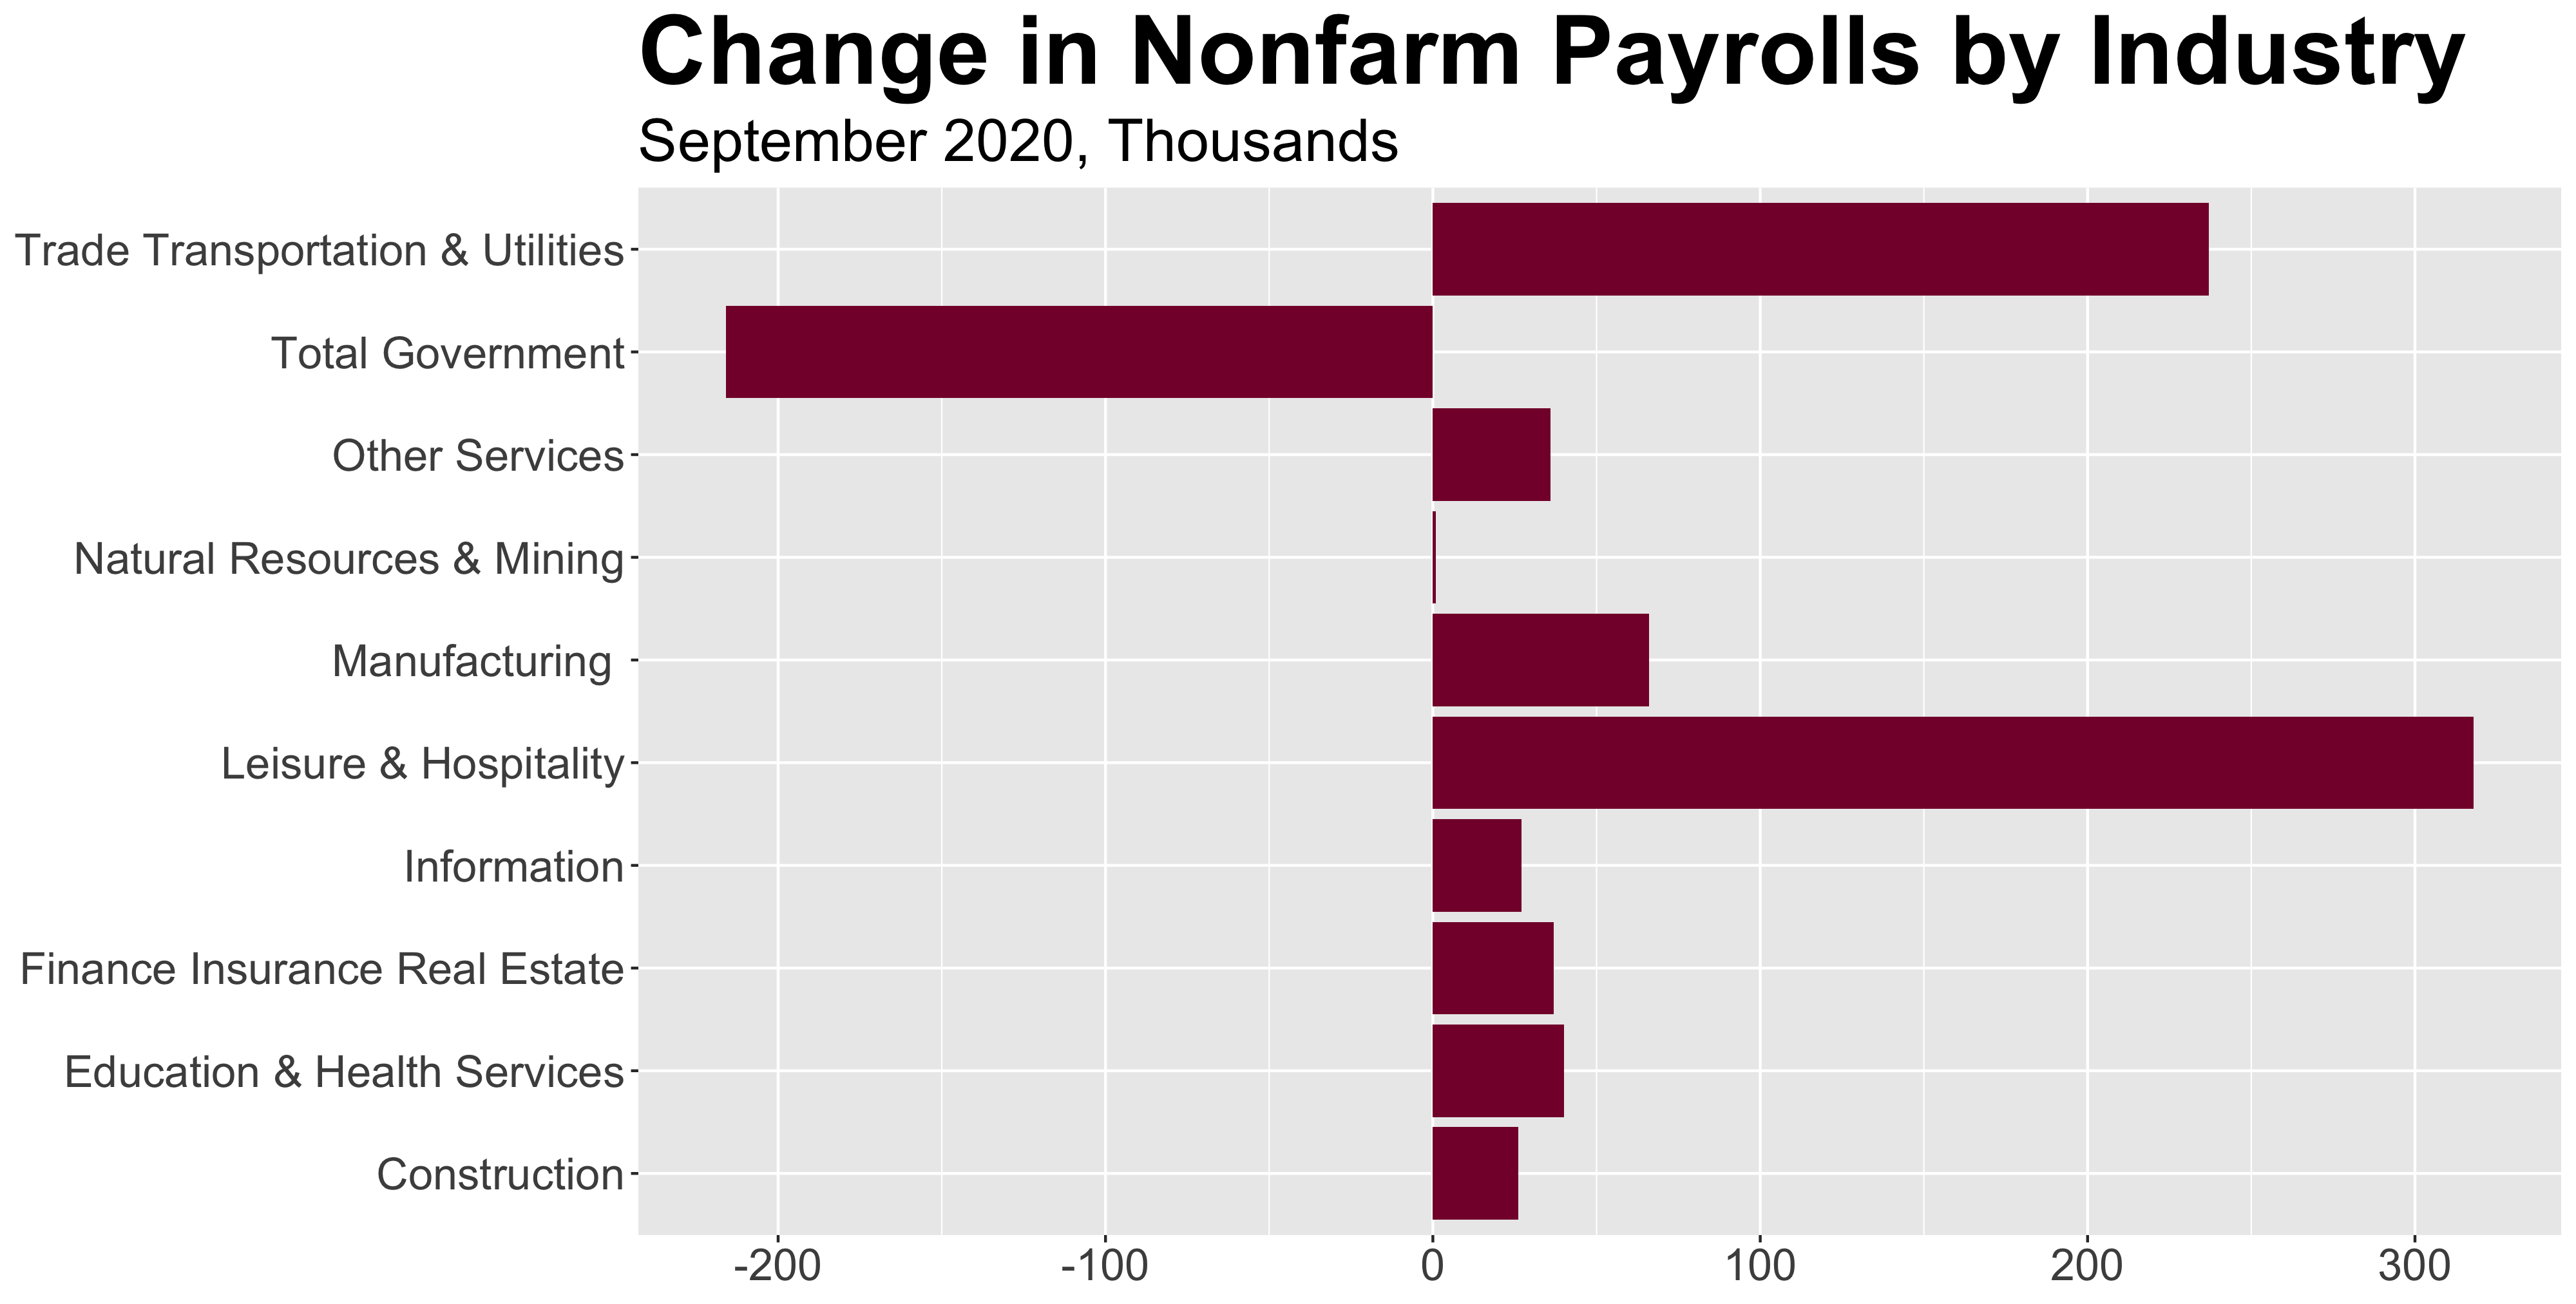 Change in Nonfarm Payrolls by Industry
September 2020, Thousands
Trade Transportation & Utilities
Total Government
Other Services
Natural Resources & Mining
Manufacturing
Leisure & Hospitality
Information
Finance Insurance Real Estate
Education & Health Services
Construction
-200 -100 0 100 200 300